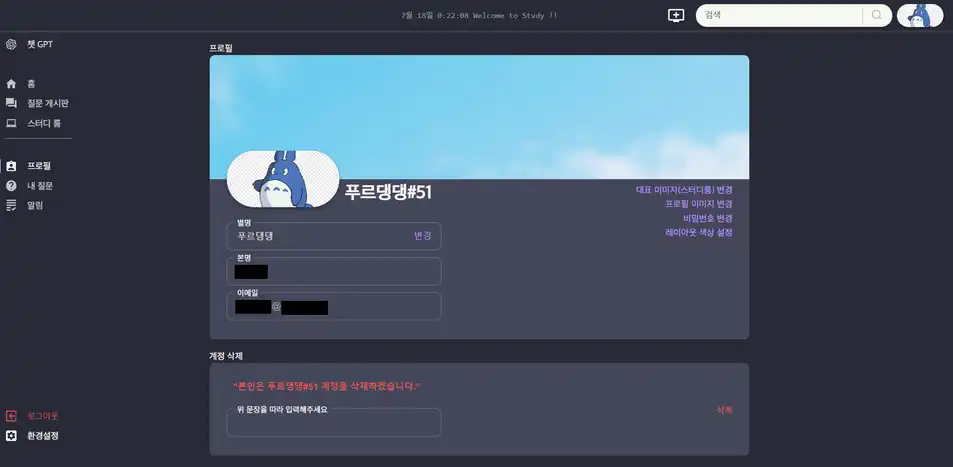 7월 18일 0:22:08 Welcome to Stvdy !!
검색
챗 GPT
홈
질문 게시판
스터디 룸
프로필
내 질문
알림
로그아웃
환경설정
프로필
푸르댕댕#51
대표 이미지(스터디룸) 변경
프로필 이미지 변경
비밀번호 변경
레이아웃 색상 설정
별명
푸르댕댕 변경
본명
이메일
@
계정 삭제
"본인은 푸르댕댕#51 계정을 삭제하겠습니다."
위 문장을 따라 입력해주세요
삭제